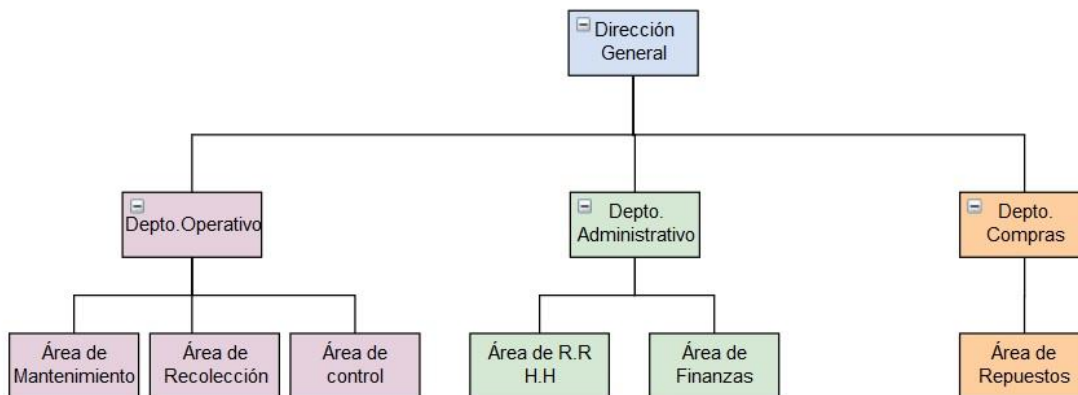 Dirección
General
Depto.Operativo
Depto.
Administrativo
Depto.
Compras
Área de
Mantenimiento
Área de
Recolección
Área de
control
Área de R.R
H.H
Área de
Finanzas
Área de
Repuestos